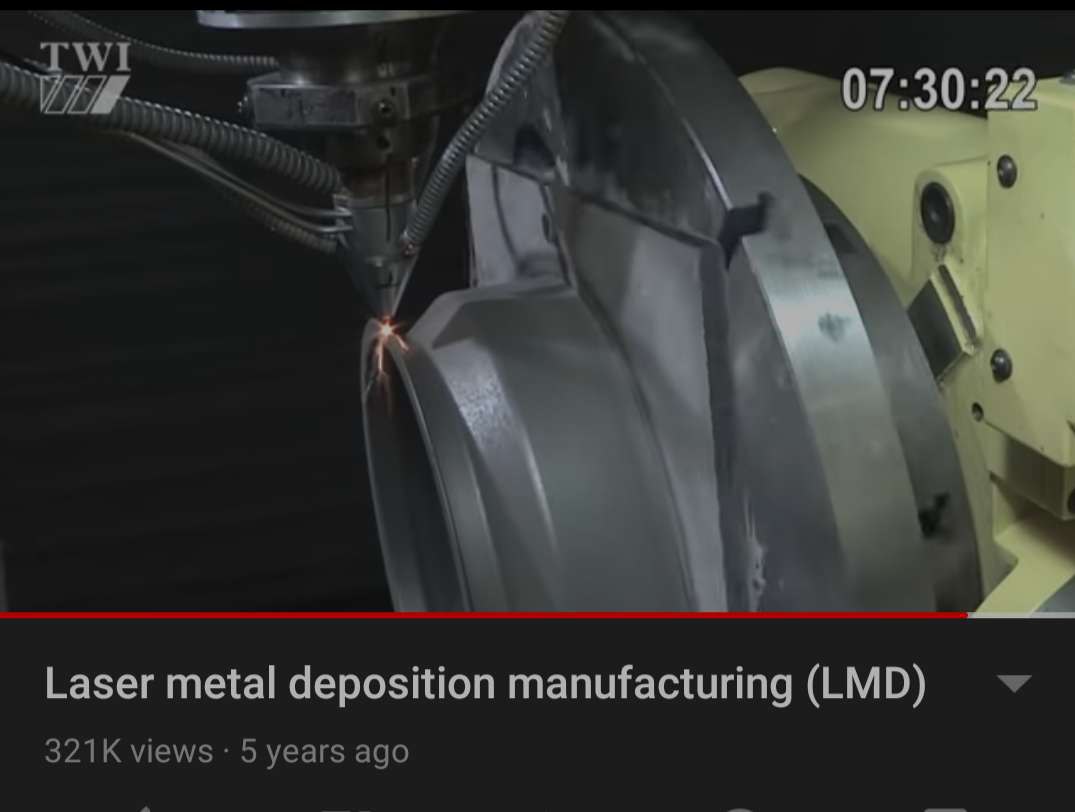 TWI
07:30:22
Laser metal deposition manufacturing (LMD)
321K views · 5 years ago